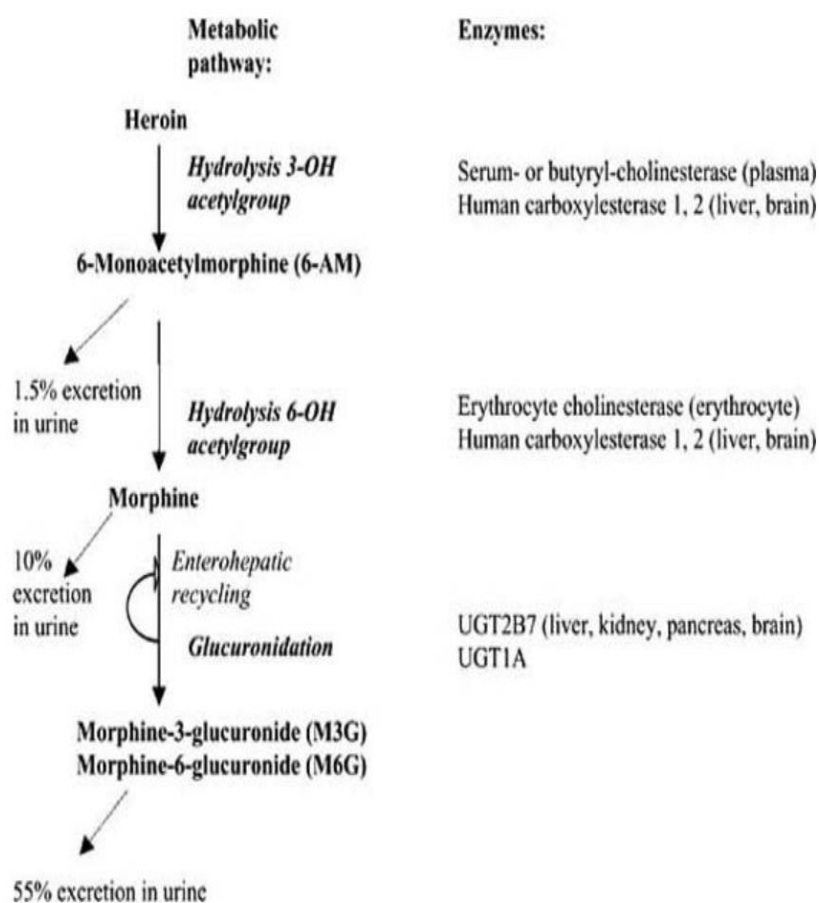 Metabolic
pathway:
Enzymes:
Heroin
Hydrolysis 3-OH
acetylgroup
Serum- or butyryl-cholinesterase (plasma)
Human carboxylesterase 1, 2 (liver, brain)
6-Monoacetylmorphine (6-AM)
1.5% excretion
in urine
Hydrolysis 6-OH
acetylgroup
Erythrocyte cholinesterase (erythrocyte)
Human carboxylesterase 1, 2 (liver, brain)
Morphine
10%
excretion
in urine
Enterohepatic
recycling
Glucuronidation
UGT2B7 (liver, kidney, pancreas, brain)
UGT1A
Morphine-3-glucuronide (M3G)
Morphine-6-glucuronide (M6G)
55% excretion in urine